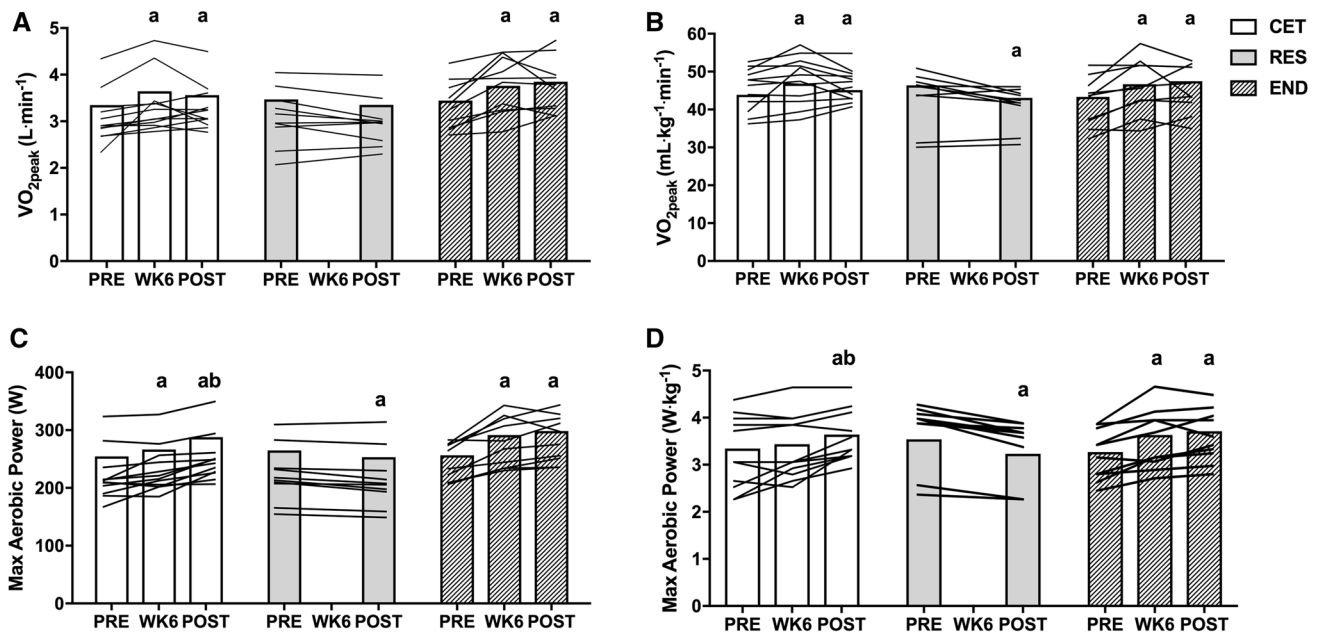 A
a a a a
VO2peak (L·min-1)
5
4
3
2
1
0
PRE WK6 POST PRE WK6 POST PRE WK6 POST
B
a a a a a
VO2peak (mL·kg-1·min-1)
60
50
40
30
20
10
0
PRE WK6 POST PRE WK6 POST PRE WK6 POST
CET
RES
END
C
a ab a a a
Max Aerobic Power (W)
400
300
200
100
0
PRE WK6 POST PRE WK6 POST PRE WK6 POST
D
ab a a a
Max Aerobic Power (W·kg-1)
5
4
3
2
1
0
PRE WK6 POST PRE WK6 POST PRE WK6 POST